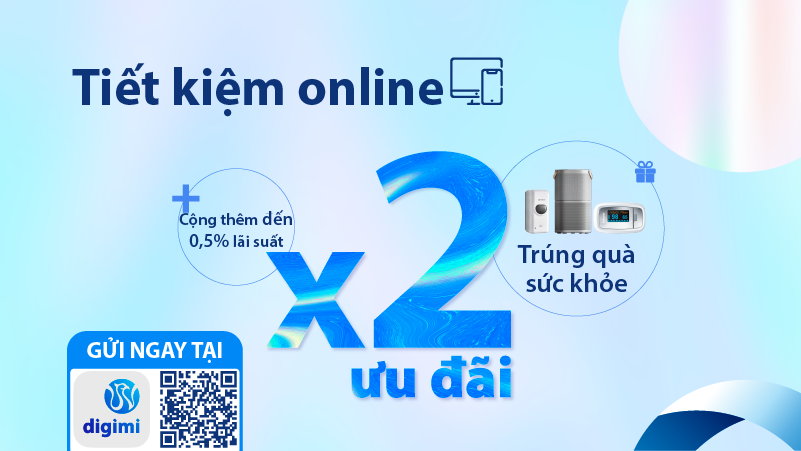 Tiết kiệm online
Cộng thêm đến
0,5% lãi suất
x2
ưu đãi
Trúng quà
sức khỏe
GỬI NGAY TẠI
digimi